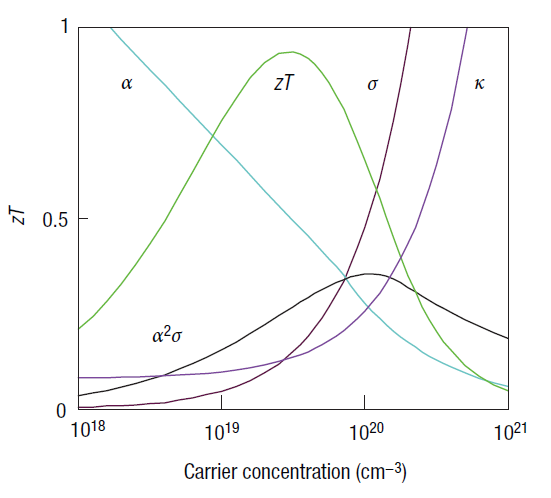 1
α
zT
σ
κ
zT
0.5
α²σ
0
10¹⁸
10¹⁹
10²⁰
10²¹
Carrier concentration (cm⁻³)